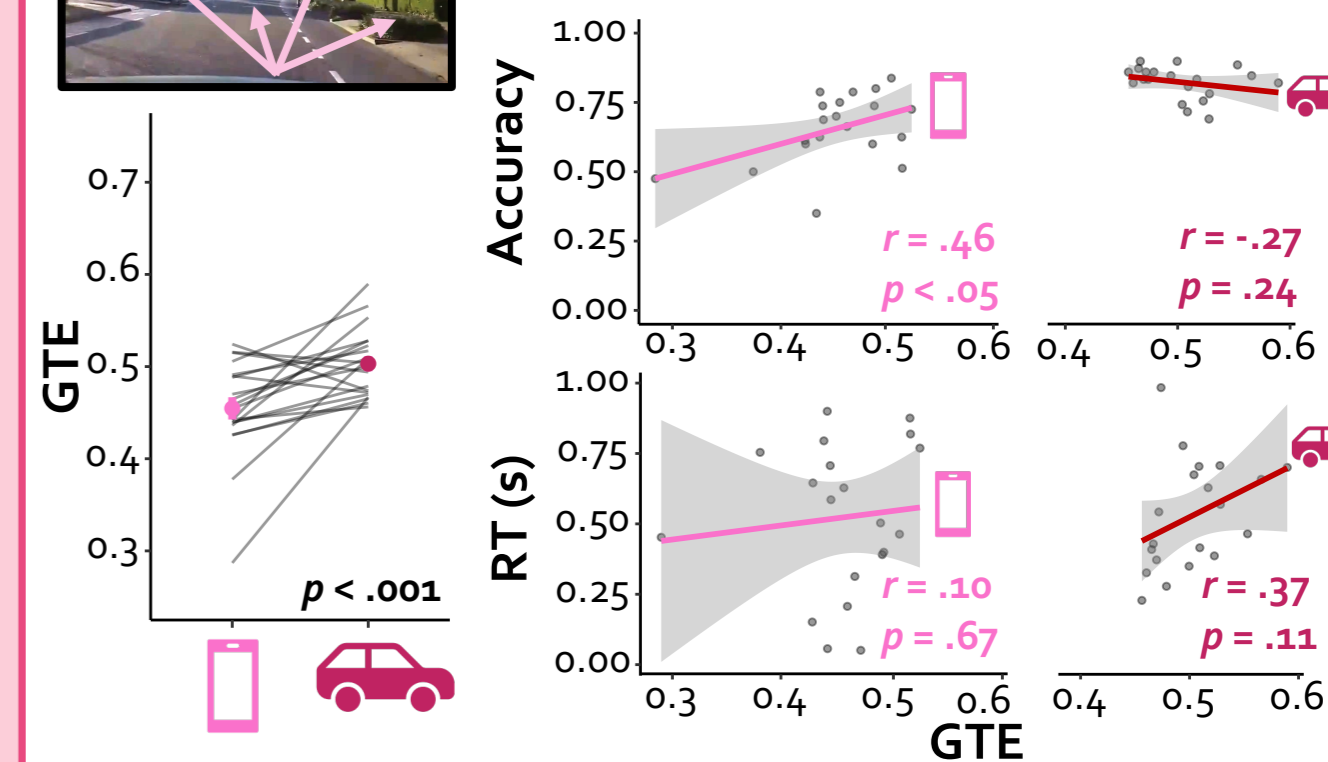 GTE
0.7
0.6
0.5
0.4
0.3
p < .001
Accuracy
1.00
0.75
0.50
0.25
0.00
r = .46
p < .05
0.3 0.4 0.5 0.6
r = -.27
p = .24
0.4 0.5 0.6
RT (s)
1.00
0.75
0.50
0.25
0.00
r = .10
p = .67
0.3 0.4 0.5 0.6
r = .37
p = .11
0.4 0.5 0.6
GTE